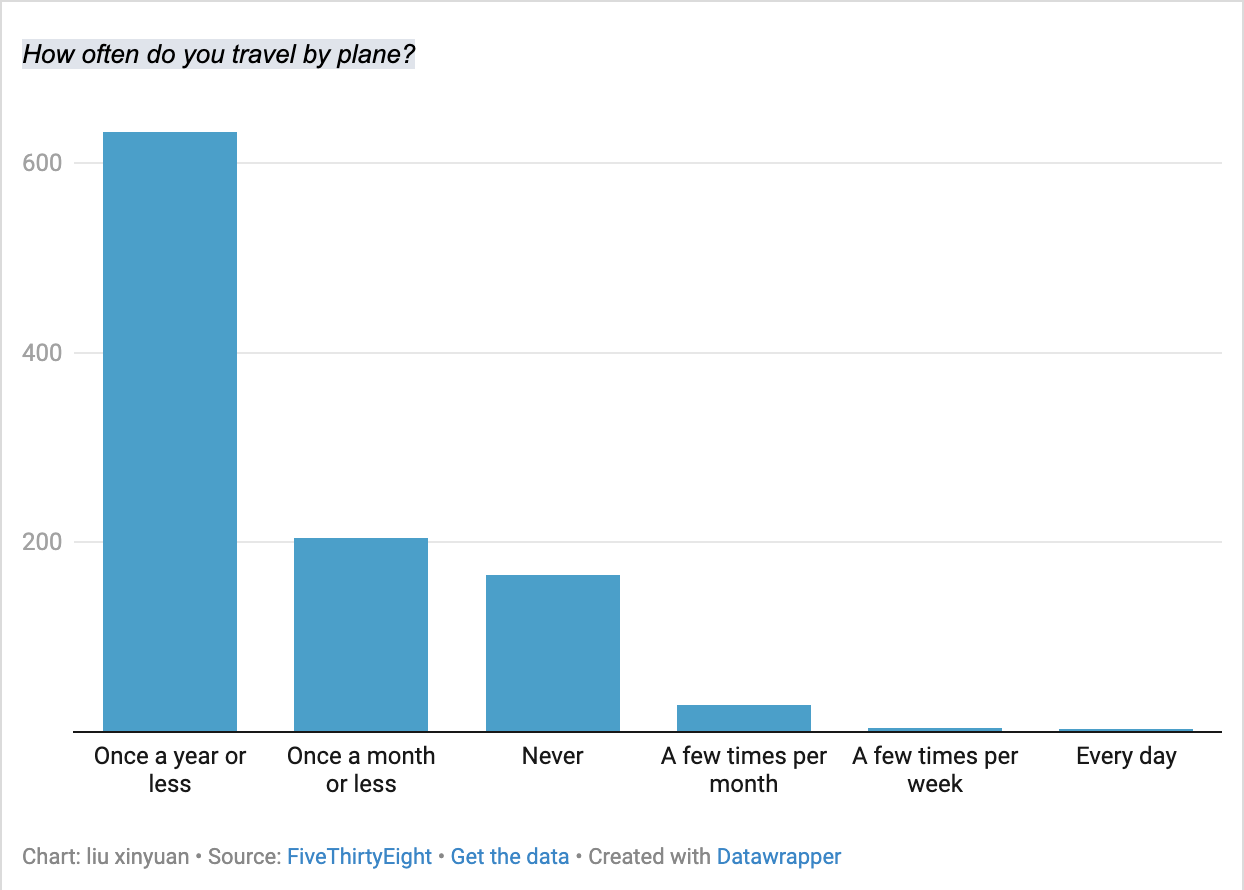 How often do you travel by plane?
600
400
200
Once a year or
less
Once a month
or less
Never
A few times per
month
A few times per
week
Every day
Chart: liu xinyuan • Source: FiveThirtyEight • Get the data • Created with Datawrapper